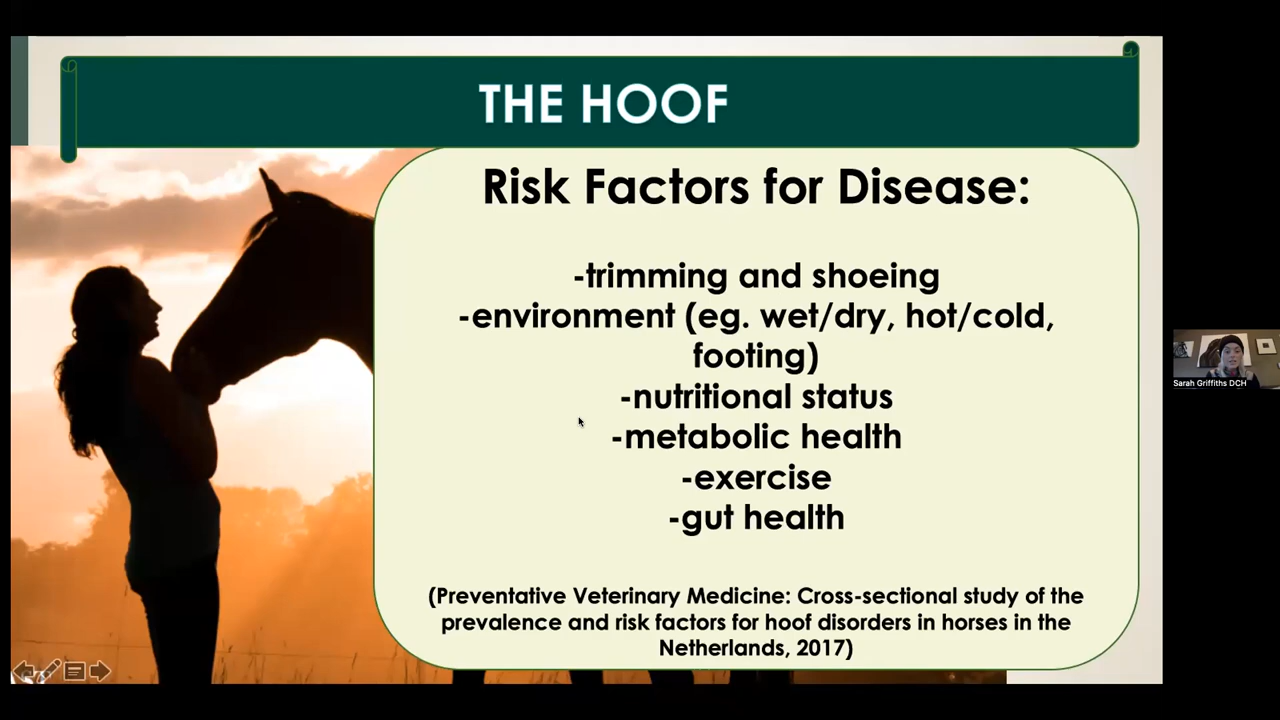 THE HOOF
Risk Factors for Disease:
-trimming and shoeing
-environment (eg. wet/dry, hot/cold,
footing)
-nutritional status
-metabolic health
-exercise
-gut health
(Preventative Veterinary Medicine: Cross-sectional study of the
prevalence and risk factors for hoof disorders in horses in the
Netherlands, 2017)
Sarah Griffiths DCH